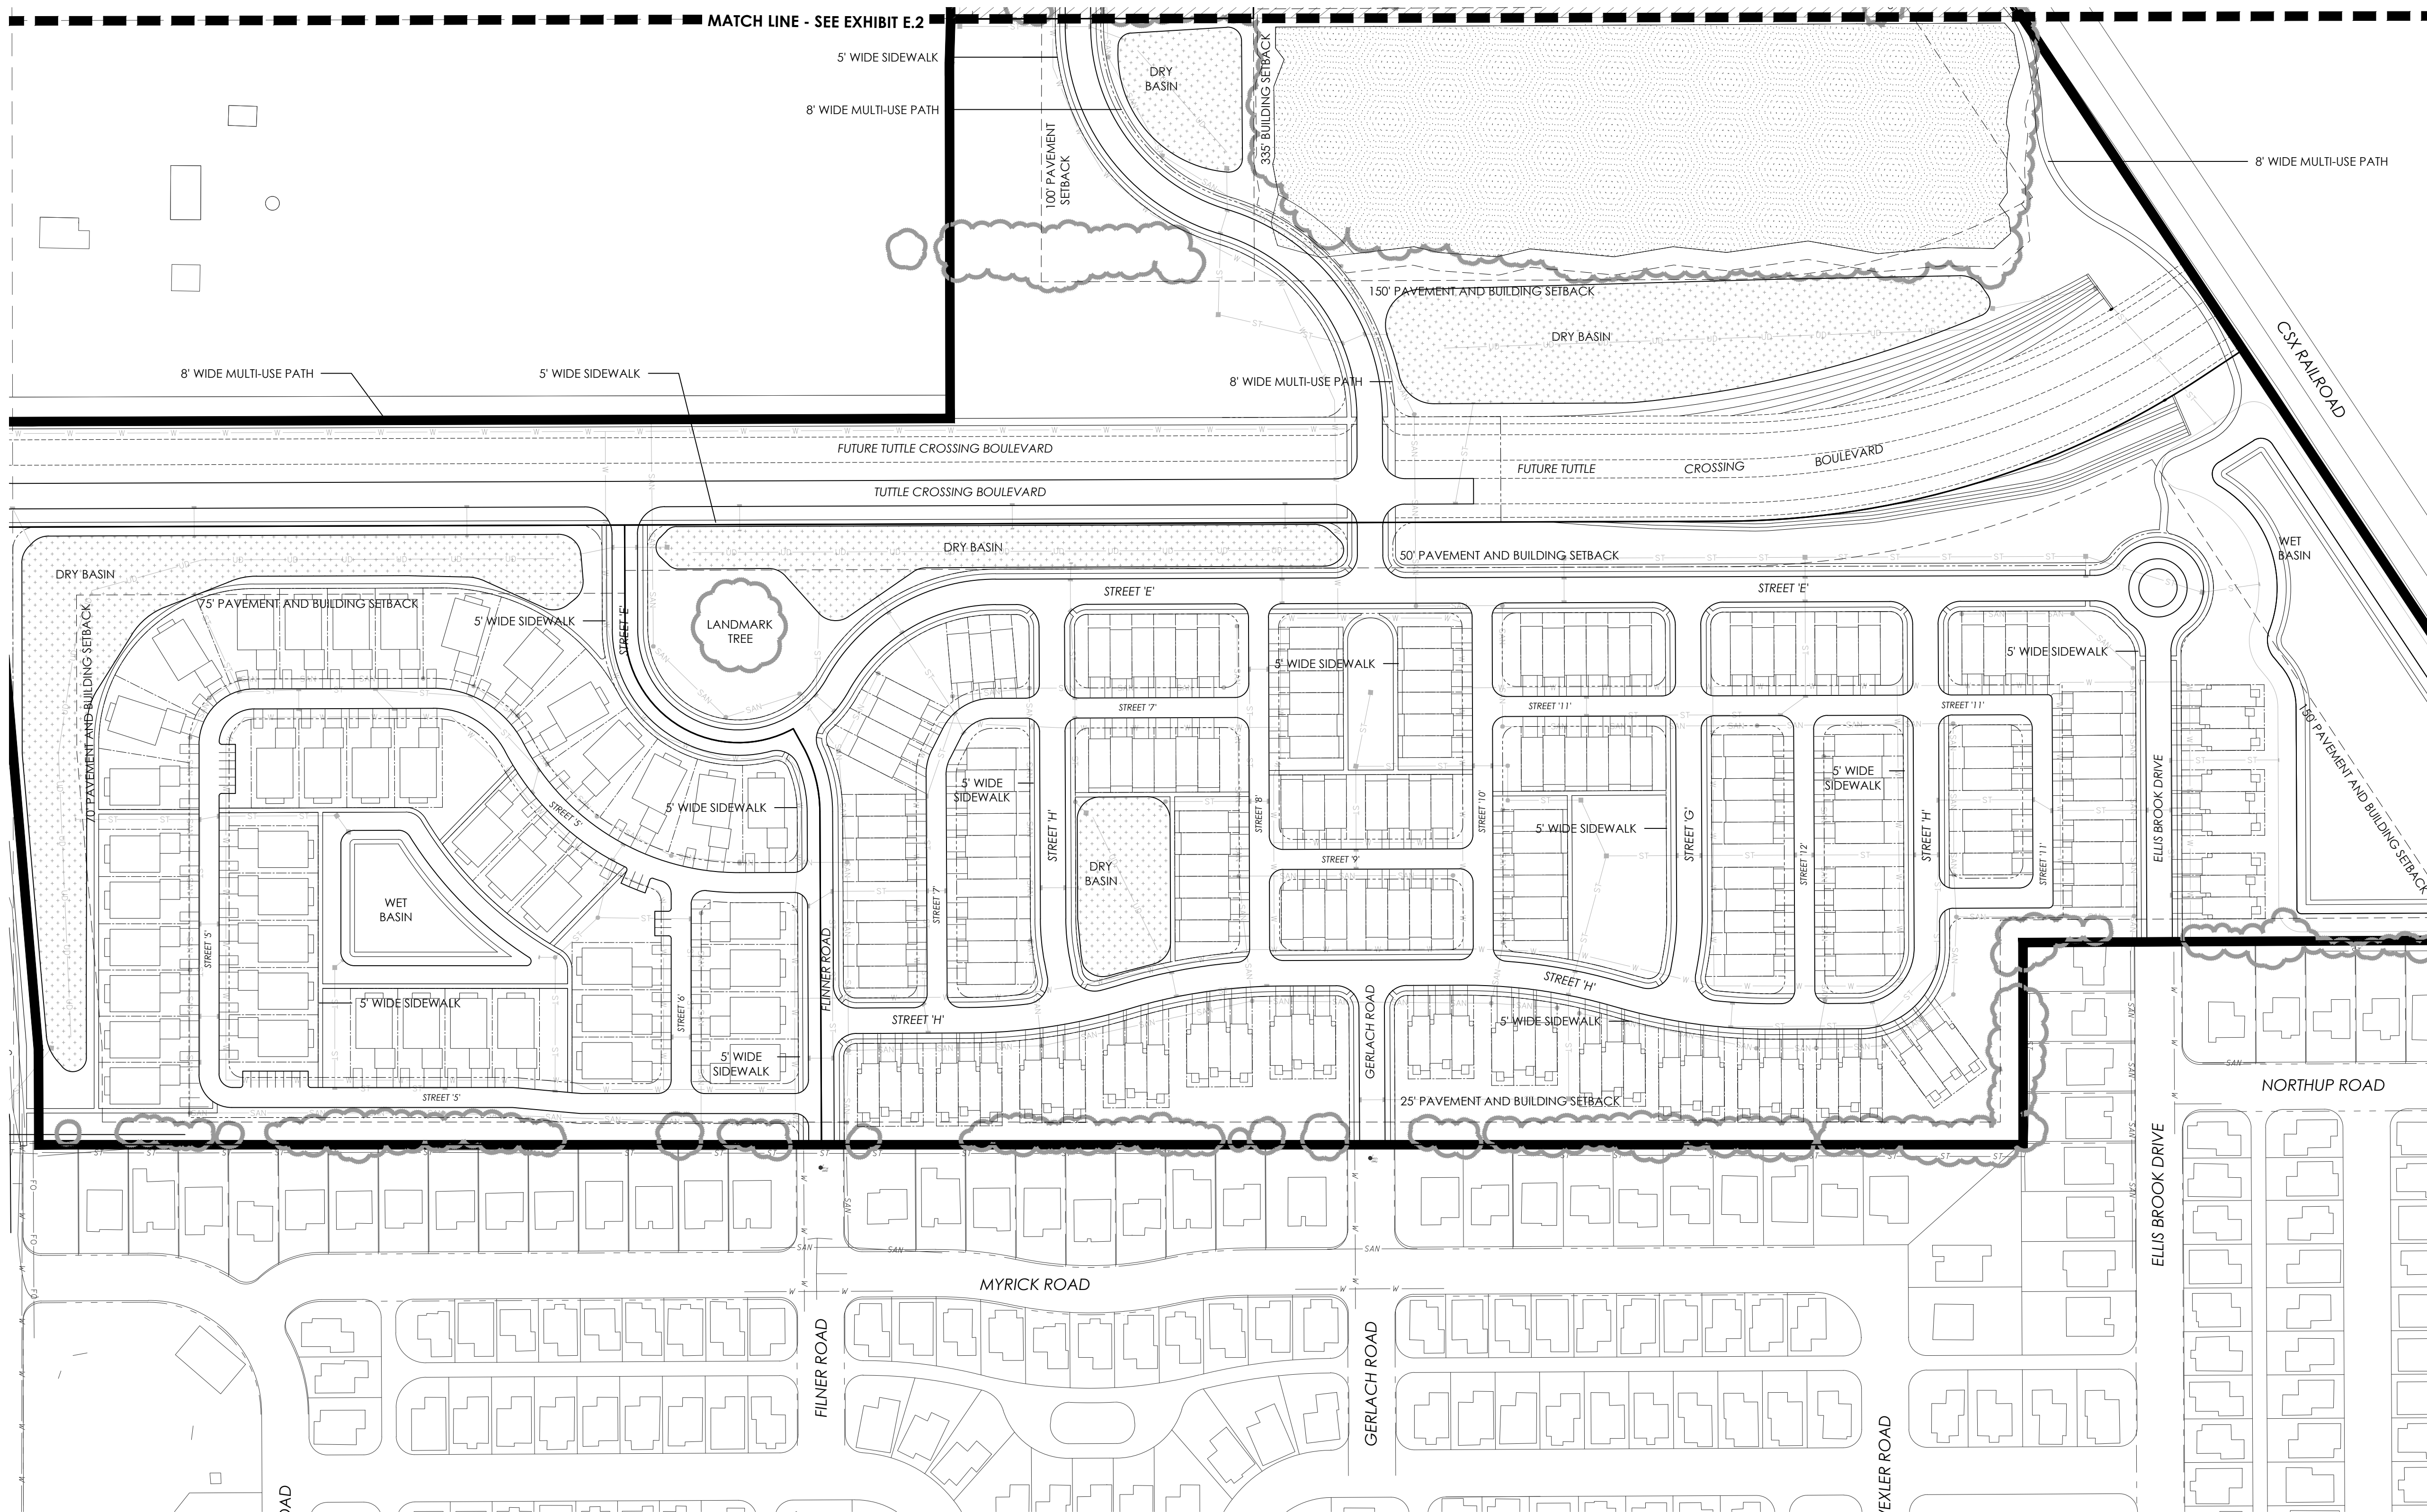 MATCH LINE - SEE EXHIBIT E.2
5' WIDE SIDEWALK
8' WIDE MULTI-USE PATH
DRY
BASIN
335' BUILDING SETBACK
100' PAVEMENT
SETBACK
8' WIDE MULTI-USE PATH
CSX RAILROAD
150' PAVEMENT AND BUILDING SETBACK
DRY BASIN
8' WIDE MULTI-USE PATH
5' WIDE SIDEWALK
8' WIDE MULTI-USE PATH
FUTURE TUTTLE CROSSING BOULEVARD
FUTURE TUTTLE CROSSING BOULEVARD
TUTTLE CROSSING BOULEVARD
DRY BASIN
DRY BASIN
50' PAVEMENT AND BUILDING SETBACK
WET
BASIN
STREET 'E'
STREET 'E'
75' PAVEMENT AND BUILDING SETBACK
70' PAVEMENT AND BUILDING SETBACK
5' WIDE SIDEWALK
STREET 'E'
LANDMARK
TREE
5' WIDE SIDEWALK
5' WIDE SIDEWALK
STREET '7'
STREET '11'
STREET '11'
150' PAVEMENT AND BUILDING SETBACK
5' WIDE
SIDEWALK
5' WIDE
SIDEWALK
5' WIDE SIDEWALK
STREET '5'
STREET 'H'
STREET '8'
STREET '10'
5' WIDE SIDEWALK
STREET 'G'
STREET '12'
STREET 'H'
STREET '11'
ELLIS BROOK DRIVE
STREET '9'
DRY
BASIN
WET
BASIN
STREET '7'
STREET '5'
FLINNER ROAD
STREET 'H'
5' WIDE SIDEWALK
STREET '6'
STREET 'H'
GERLACH ROAD
5' WIDE SIDEWALK
5' WIDE
SIDEWALK
STREET '5'
25' PAVEMENT AND BUILDING SETBACK
NORTHUP ROAD
ELLIS BROOK DRIVE
MYRICK ROAD
FILNER ROAD
GERLACH ROAD